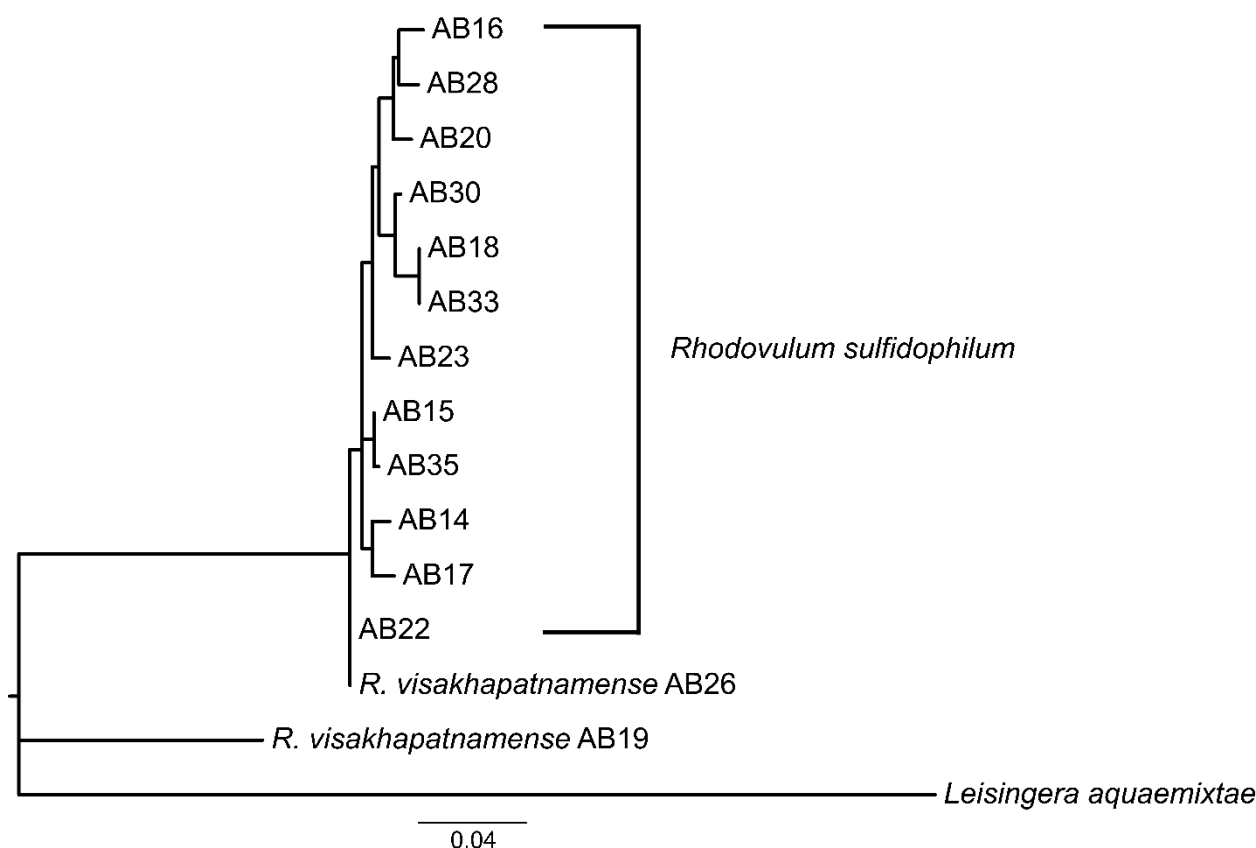 AB16
AB28
AB20
AB30
AB18
AB33
Rhodovulum sulfidophilum
AB23
AB15
AB35
AB14
AB17
AB22
R. visakhapatnamense AB26
R. visakhapatnamense AB19
Leisingera aquaemixtae
0.04